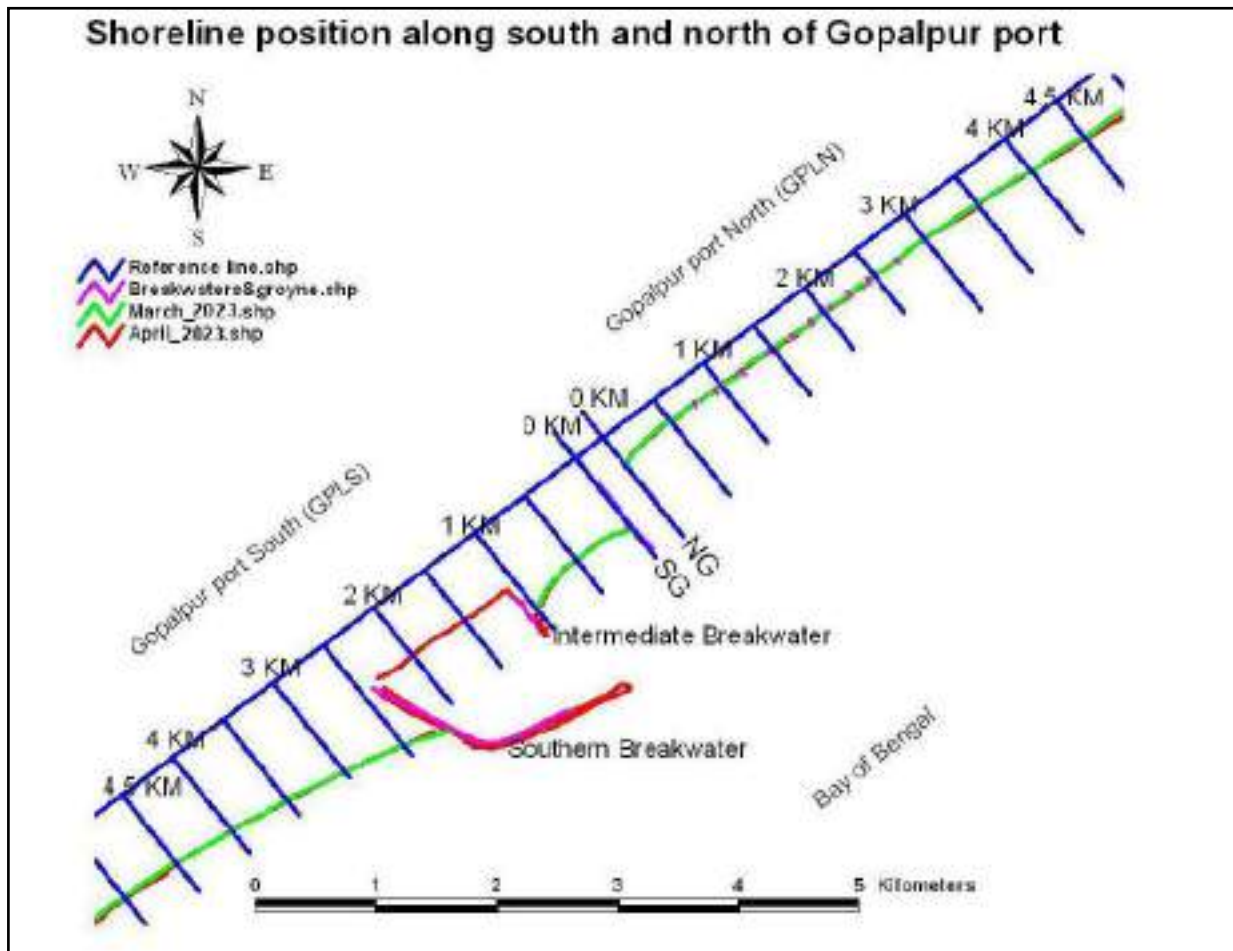 Shoreline position along south and north of Gopalpur port
N
W E
S
Reference line.shp
Breakwaters&groyne.shp
March_2023.shp
April_2023.shp
Gopalpur port North (GPLN)
4.5 KM
4 KM
3 KM
2 KM
1 KM
0 KM
0 KM
Gopalpur port South (GPLS)
1 KM
2 KM
3 KM
4 KM
4.5 KM
NG
SG
Intermediate Breakwater
Southern Breakwater
Bay of Bengal
0 1 2 3 4 5 Kilometers